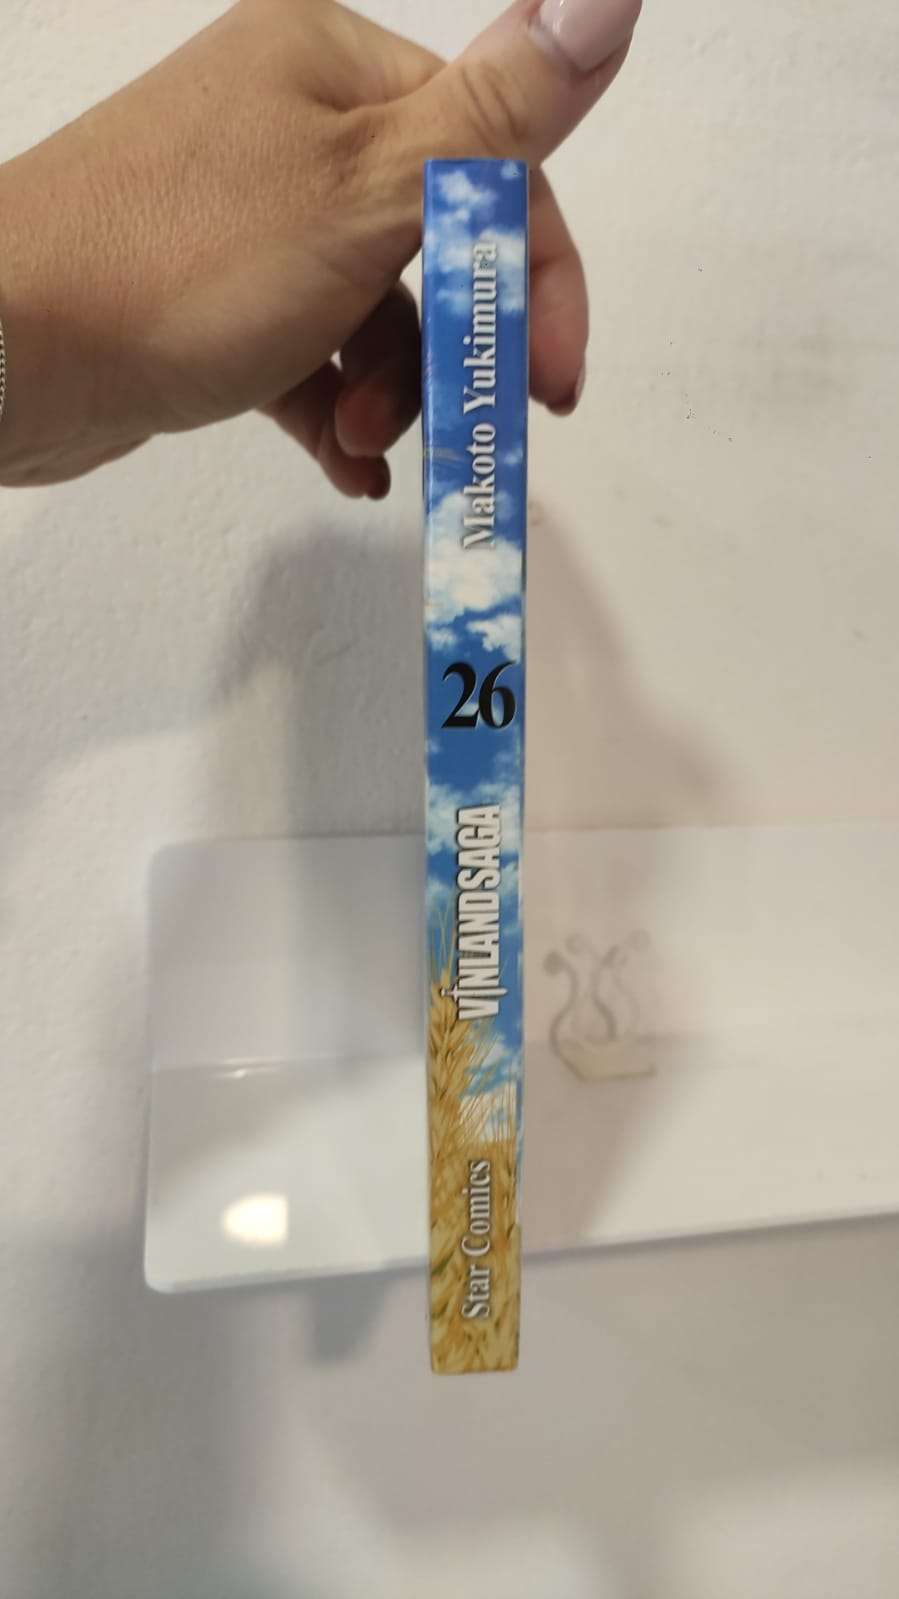 Makoto Yukimura
26
VINLAND SAGA
Star Comics